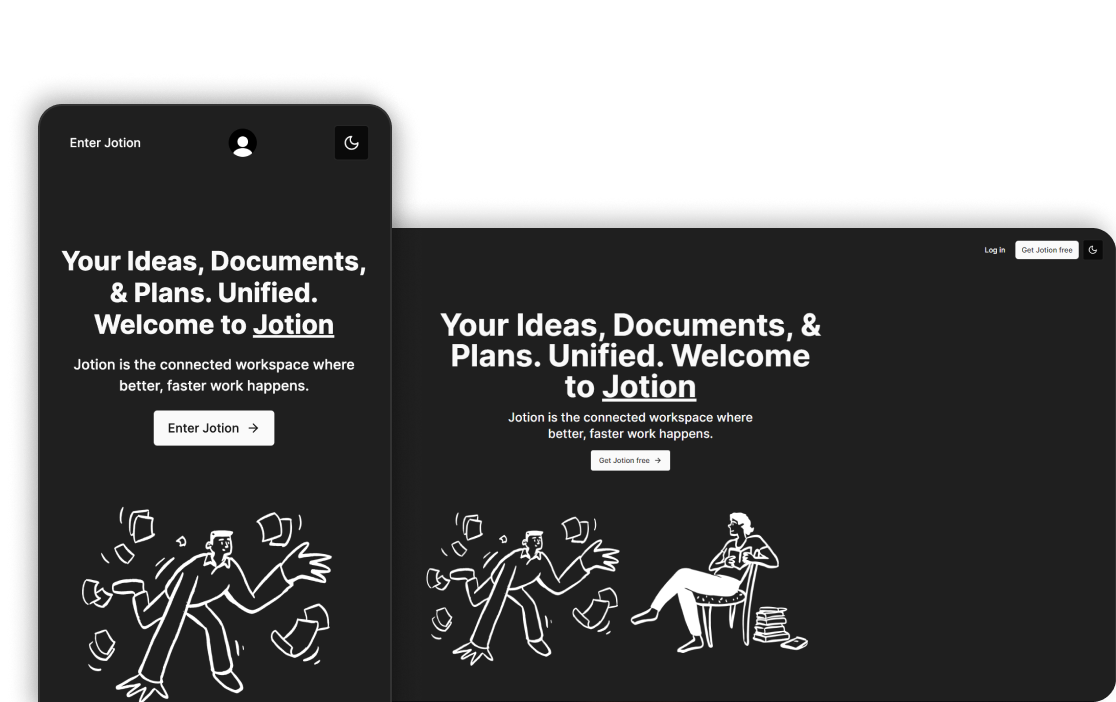 Enter Jotion
Your Ideas, Documents,
& Plans. Unified.
Welcome to Jotion
Jotion is the connected workspace where
better, faster work happens.
Enter Jotion
Log in
Get Jotion free
Your Ideas, Documents, &
Plans. Unified. Welcome
to Jotion
Jotion is the connected workspace where
better, faster work happens.
Get Jotion free